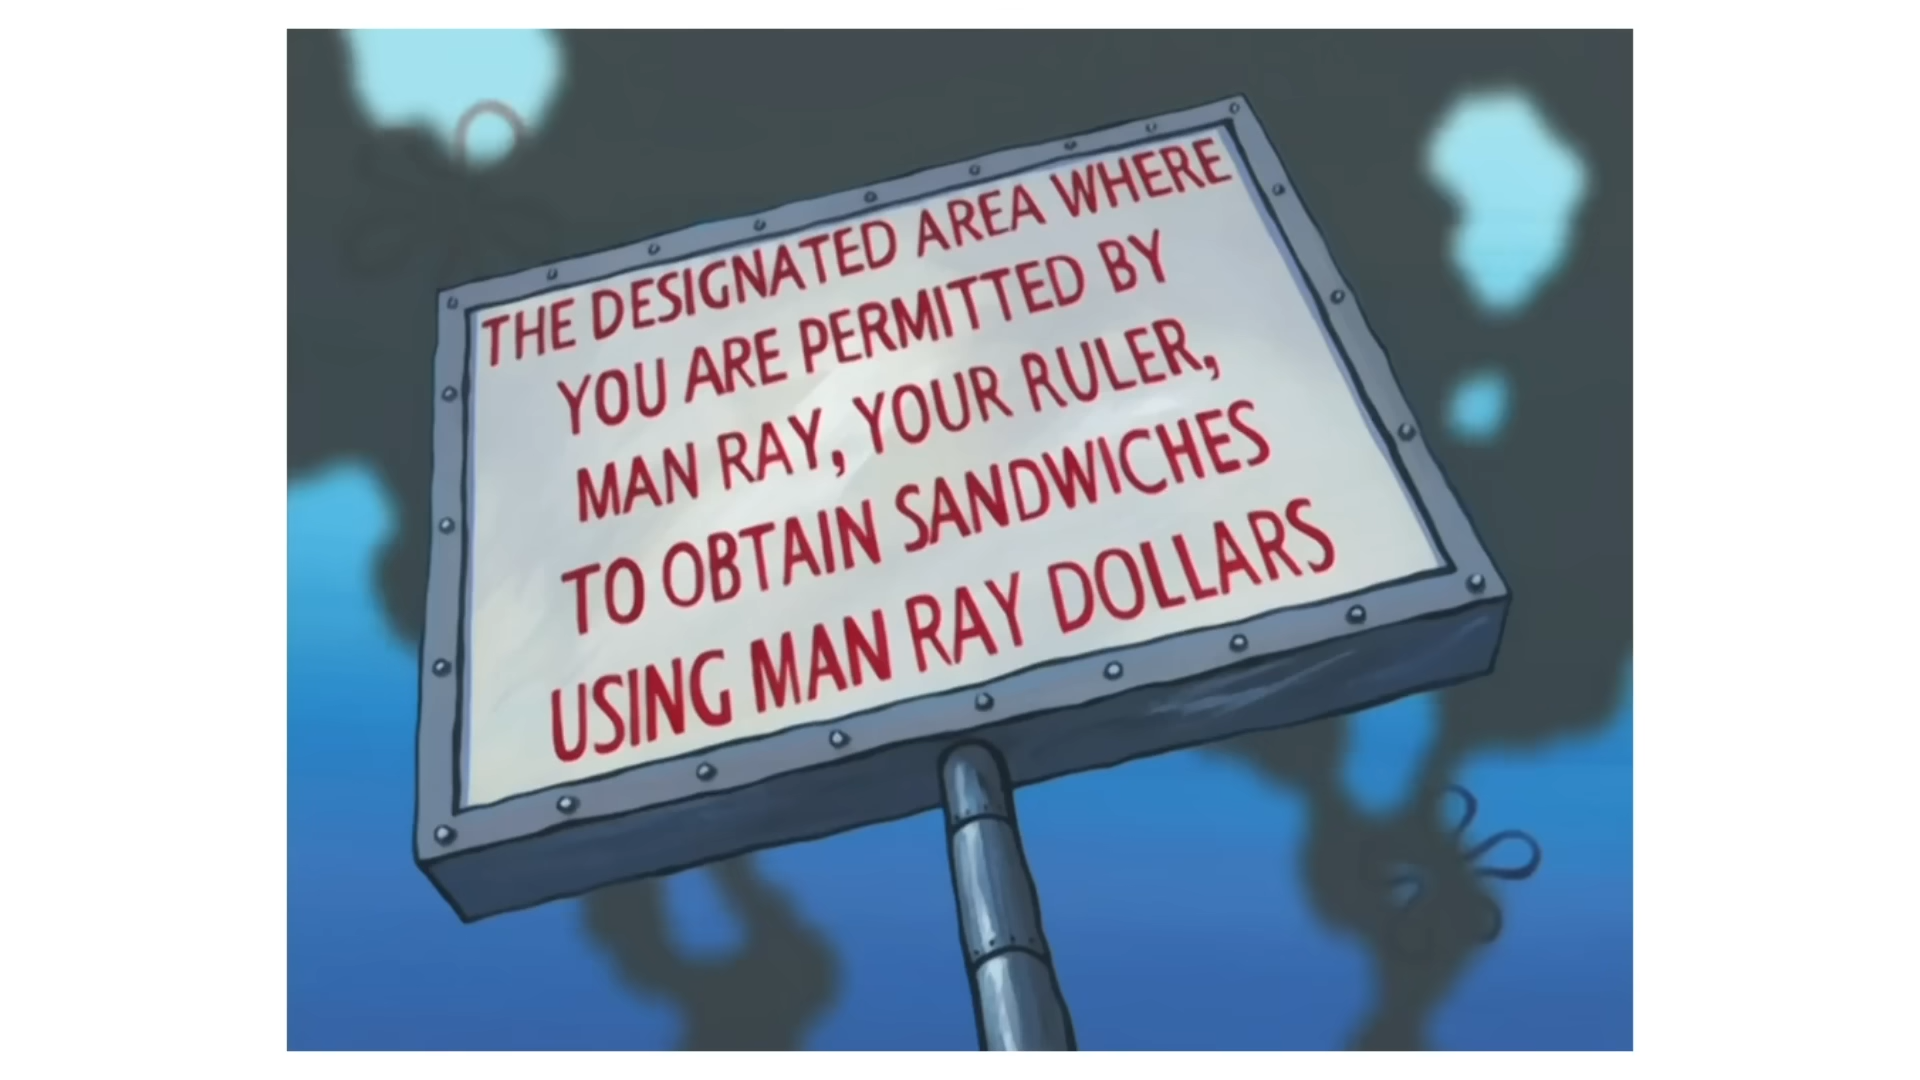 THE DESIGNATED AREA WHERE
YOU ARE PERMITTED BY
MAN RAY, YOUR RULER,
TO OBTAIN SANDWICHES
USING MAN RAY DOLLARS